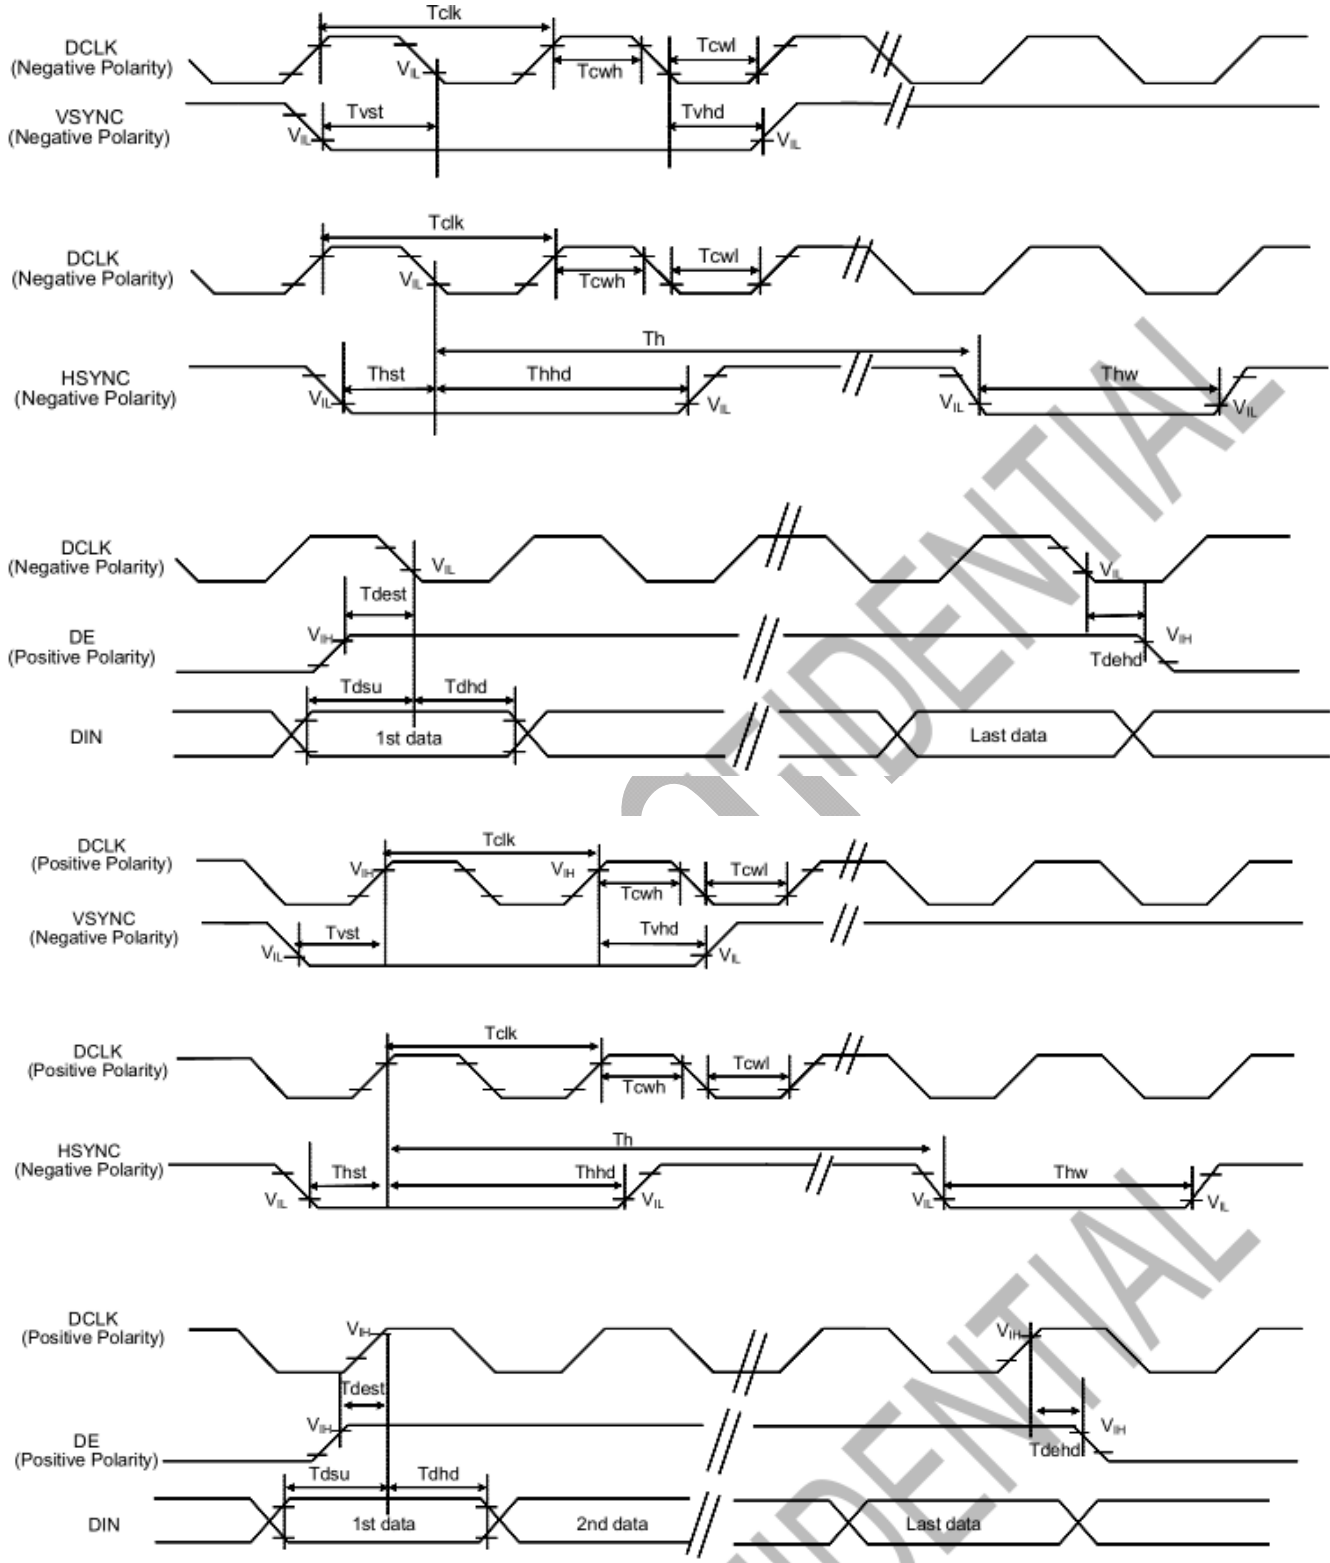 Tclk
DCLK
(Negative Polarity)
VIL
Tcwh
Tcwl
VSYNC
(Negative Polarity)
VIL
Tvst
Tvhd
VIL
Tclk
DCLK
(Negative Polarity)
VIL
Tcwh
Tcwl
Th
HSYNC
(Negative Polarity)
VIL
Thst
Thhd
VIL
VIL
Thw
VIL
DCLK
(Negative Polarity)
VIL
VIL
Tdest
DE
(Positive Polarity)
VIH
VIH
Tdehd
Tdsu
Tdhd
DIN
1st data
Last data
DCLK
(Positive Polarity)
VIH
Tclk
VIH
Tcwh
Tcwl
VSYNC
(Negative Polarity)
VIL
Tvst
Tvhd
VIL
DCLK
(Positive Polarity)
Tclk
Tcwh
Tcwl
Th
HSYNC
(Negative Polarity)
VIL
Thst
Thhd
VIL
VIL
Thw
VIL
DCLK
(Positive Polarity)
VIH
VIH
Tdest
DE
(Positive Polarity)
VIH
VIH
Tdehd
Tdsu
Tdhd
DIN
1st data
2nd data
Last data
FIDENTIAL
IDENTIAL